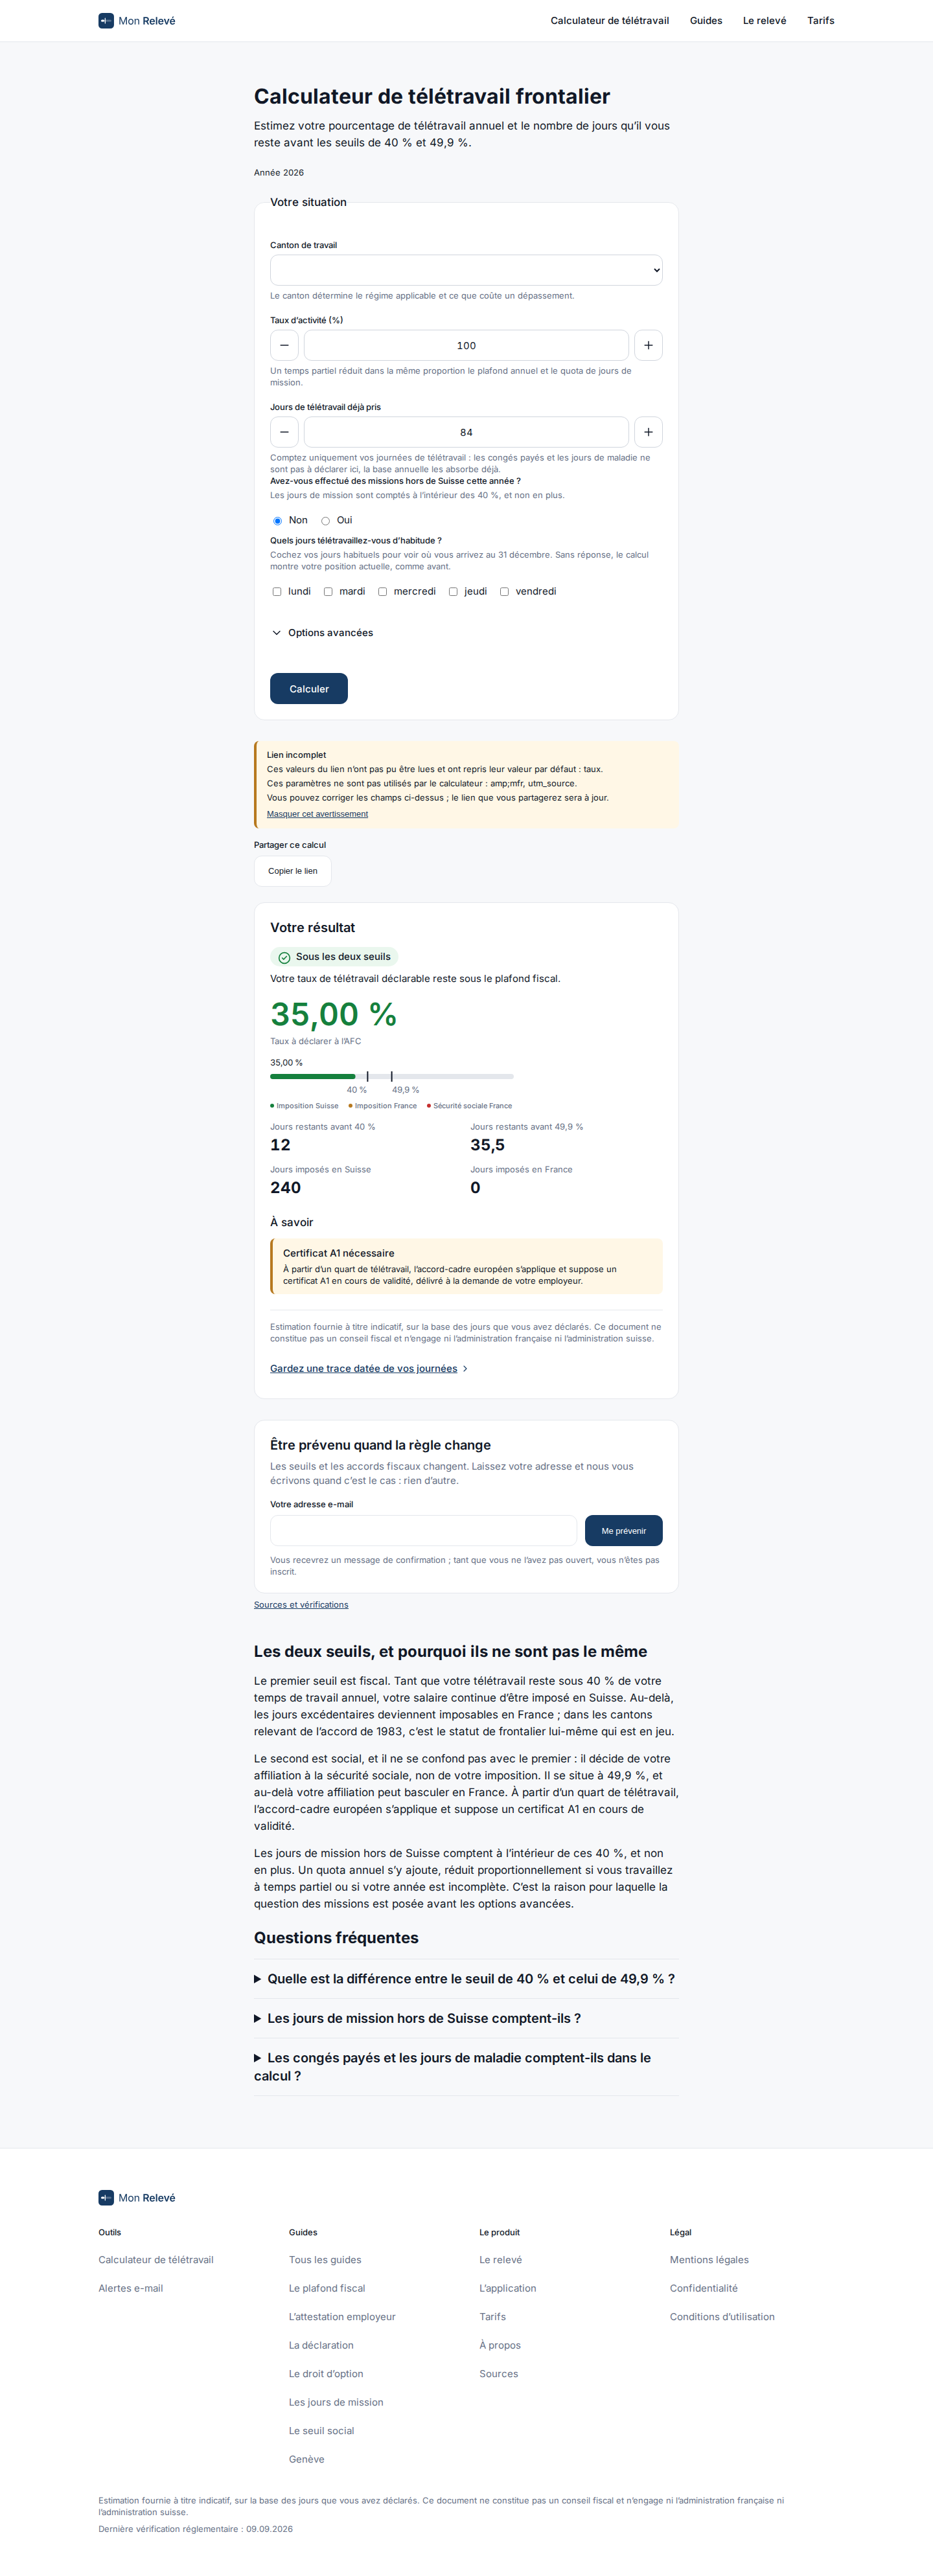 Mon Relevé
Calculateur de télétravail Guides Le relevé Tarifs
Calculateur de télétravail frontalier
Estimez votre pourcentage de télétravail annuel et le nombre de jours qu’il vous
reste avant les seuils de 40 % et 49,9 %.
Année 2026
Votre situation
Canton de travail
Le canton détermine le régime applicable et ce que coûte un dépassement.
Taux d’activité (%)
− 100 +
Un temps partiel réduit dans la même proportion le plafond annuel et le quota de jours de
mission.
Jours de télétravail déjà pris
− 84 +
Comptez uniquement vos journées de télétravail : les congés payés et les jours de maladie ne
sont pas à déclarer ici, la base annuelle les absorbe déjà.
Avez-vous effectué des missions hors de Suisse cette année ?
Les jours de mission sont comptés à l’intérieur des 40 %, et non en plus.
Non Oui
Quels jours télétravaillez-vous d’habitude ?
Cochez vos jours habituels pour voir où vous arrivez au 31 décembre. Sans réponse, le calcul
montre votre position actuelle, comme avant.
lundi mardi mercredi jeudi vendredi
Options avancées
Calculer
Lien incomplet
Ces valeurs du lien n’ont pas pu être lues et ont repris leur valeur par défaut : taux.
Ces paramètres ne sont pas utilisés par le calculateur : amp;mfr, utm_source.
Vous pouvez corriger les champs ci-dessus ; le lien que vous partagerez sera à jour.
Masquer cet avertissement
Partager ce calcul
Copier le lien
Votre résultat
Sous les deux seuils
Votre taux de télétravail déclarable reste sous le plafond fiscal.
35,00 %
Taux à déclarer à l’AFC
35,00 %
40 % 49,9 %
Imposition Suisse Imposition France Sécurité sociale France
Jours restants avant 40 % Jours restants avant 49,9 %
12 35,5
Jours imposés en Suisse Jours imposés en France
240 0
À savoir
Certificat A1 nécessaire
À partir d’un quart de télétravail, l’accord-cadre européen s’applique et suppose un
certificat A1 en cours de validité, délivré à la demande de votre employeur.
Estimation fournie à titre indicatif, sur la base des jours que vous avez déclarés. Ce document ne
constitue pas un conseil fiscal et n’engage ni l’administration française ni l’administration suisse.
Gardez une trace datée de vos journées
Être prévenu quand la règle change
Les seuils et les accords fiscaux changent. Laissez votre adresse et nous vous
écrivons quand c’est le cas : rien d’autre.
Votre adresse e-mail
Me prévenir
Vous recevrez un message de confirmation ; tant que vous ne l’avez pas ouvert, vous n’êtes pas
inscrit.
Sources et vérifications
Les deux seuils, et pourquoi ils ne sont pas le même
Le premier seuil est fiscal. Tant que votre télétravail reste sous 40 % de votre
temps de travail annuel, votre salaire continue d’être imposé en Suisse. Au-delà,
les jours excédentaires deviennent imposables en France ; dans les cantons
relevant de l’accord de 1983, c’est le statut de frontalier lui-même qui est en jeu.
Le second est social, et il ne se confond pas avec le premier : il décide de votre
affiliation à la sécurité sociale, non de votre imposition. Il se situe à 49,9 %, et
au-delà votre affiliation peut basculer en France. À partir d’un quart de télétravail,
l’accord-cadre européen s’applique et suppose un certificat A1 en cours de
validité.
Les jours de mission hors de Suisse comptent à l’intérieur de ces 40 %, et non
en plus. Un quota annuel s’y ajoute, réduit proportionnellement si vous travaillez
à temps partiel ou si votre année est incomplète. C’est la raison pour laquelle la
question des missions est posée avant les options avancées.
Questions fréquentes
Quelle est la différence entre le seuil de 40 % et celui de 49,9 % ?
Les jours de mission hors de Suisse comptent-ils ?
Les congés payés et les jours de maladie comptent-ils dans le
calcul ?
Mon Relevé
Outils
Calculateur de télétravail
Alertes e-mail
Guides
Tous les guides
Le plafond fiscal
L’attestation employeur
La déclaration
Le droit d’option
Les jours de mission
Le seuil social
Genève
Le produit
Le relevé
L’application
Tarifs
À propos
Sources
Légal
Mentions légales
Confidentialité
Conditions d’utilisation
Estimation fournie à titre indicatif, sur la base des jours que vous avez déclarés. Ce document ne constitue pas un conseil fiscal et n’engage ni l’administration française ni
l’administration suisse.
Dernière vérification réglementaire : 09.09.2026